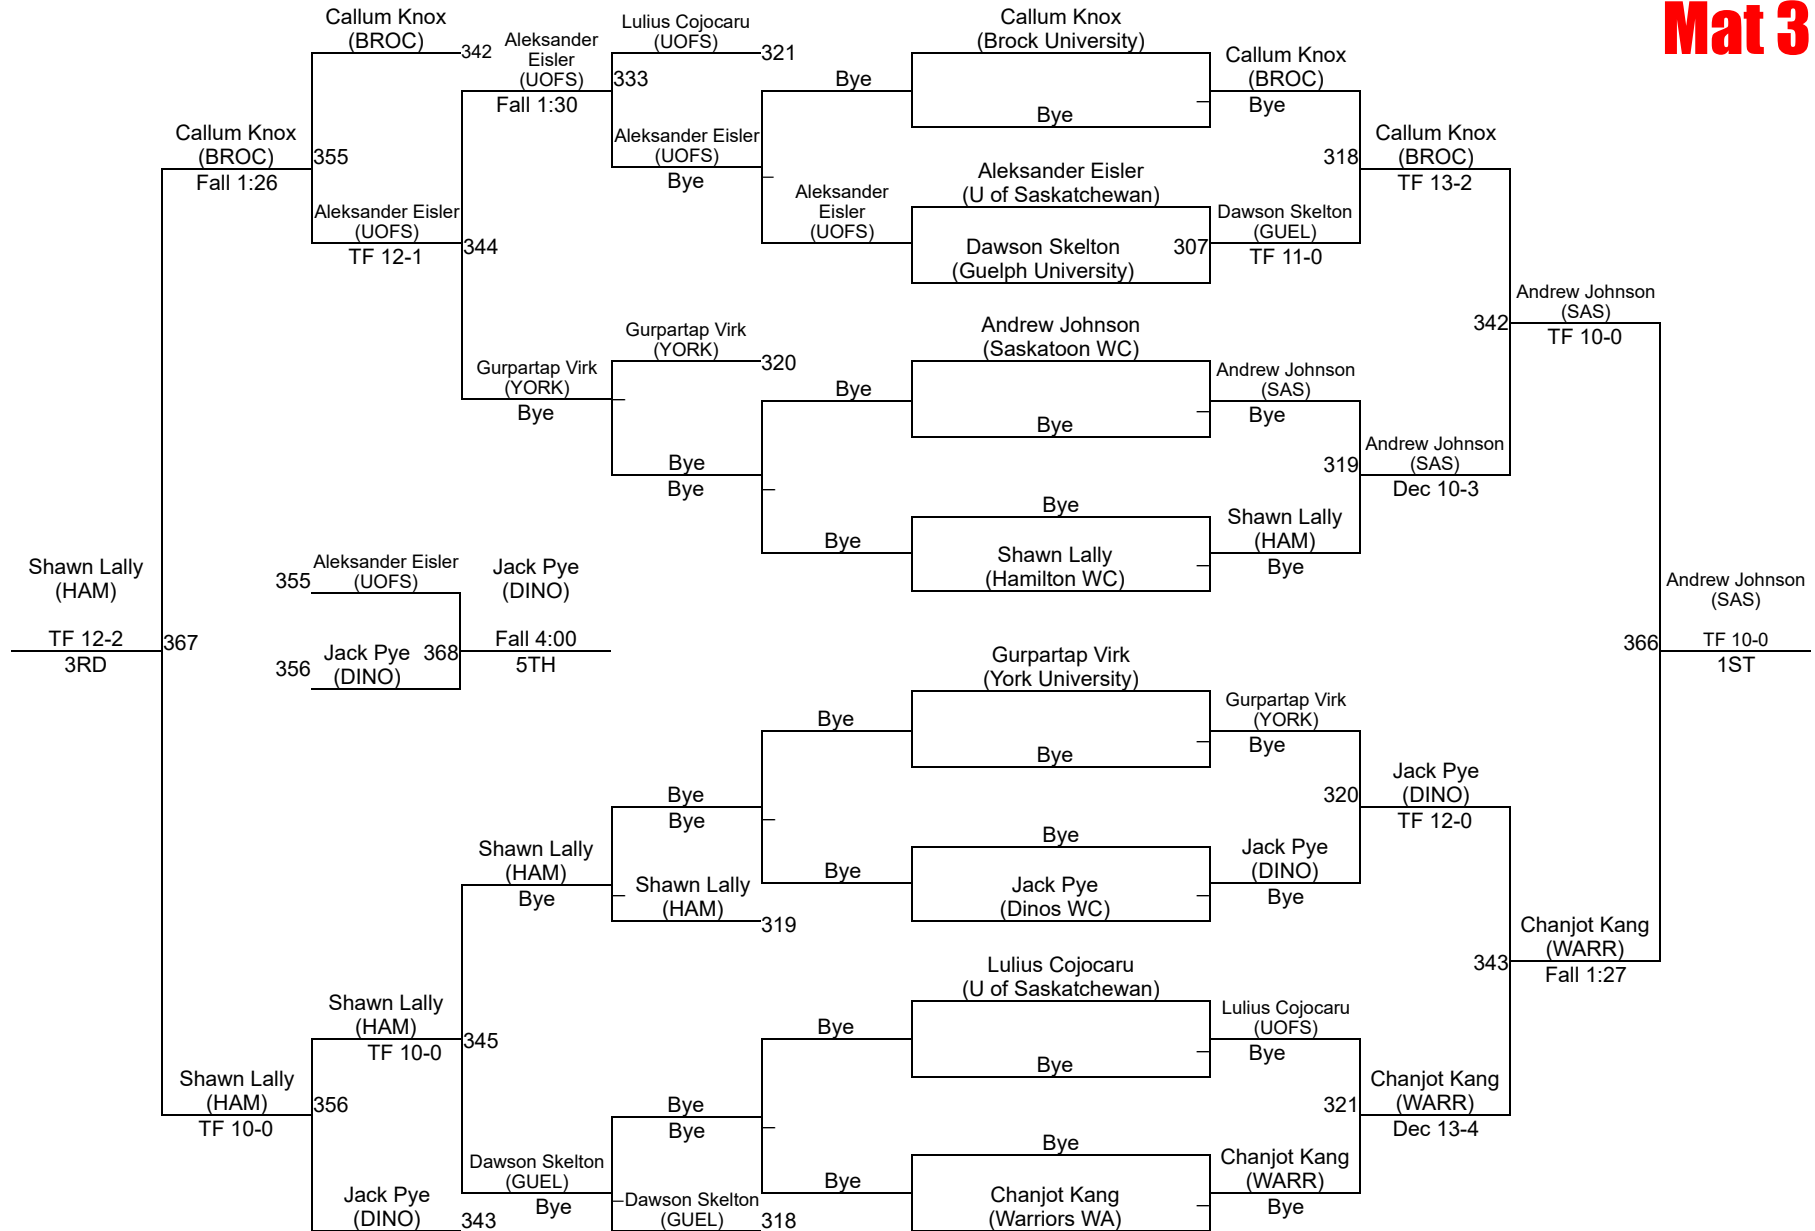 Mat 3
Callum Knox
(BROC)
342
Aleksander
Eisler
(UOFS)
Fall 1:30
333
Lulius Cojocaru
(UOFS)
321
Aleksander Eisler
(UOFS)
Bye
Callum Knox
(BROC)
Fall 1:26
355
Aleksander Eisler
(UOFS)
TF 12-1
344
Gurpartap Virk
(YORK)
Bye
Gurpartap Virk
(YORK)
320
Bye
Bye
Bye
Aleksander
Eisler
(UOFS)
Bye
Bye
Callum Knox
(Brock University)
Bye
Callum Knox
(BROC)
Bye
Aleksander Eisler
(U of Saskatchewan)
Dawson Skelton
(Guelph University)
307
Dawson Skelton
(GUEL)
TF 11-0
318
Callum Knox
(BROC)
TF 13-2
Andrew Johnson
(Saskatoon WC)
Bye
Andrew Johnson
(SAS)
Bye
Bye
Shawn Lally
(Hamilton WC)
Shawn Lally
(HAM)
Bye
319
Andrew Johnson
(SAS)
Dec 10-3
342
Andrew Johnson
(SAS)
TF 10-0
Shawn Lally
(HAM)
TF 12-2
3RD
367
355
Aleksander Eisler
(UOFS)
356
Jack Pye
(DINO)
368
Jack Pye
(DINO)
Fall 4:00
5TH
366
Andrew Johnson
(SAS)
TF 10-0
1ST
Gurpartap Virk
(York University)
Bye
Bye
Gurpartap Virk
(YORK)
Bye
Bye
Bye
Bye
Bye
Jack Pye
(Dinos WC)
Jack Pye
(DINO)
Bye
320
Jack Pye
(DINO)
TF 12-0
Shawn Lally
(HAM)
Bye
Shawn Lally
(HAM)
319
Lulius Cojocaru
(U of Saskatchewan)
Bye
Bye
Lulius Cojocaru
(UOFS)
Bye
343
Chanjot Kang
(WARR)
Fall 1:27
Shawn Lally
(HAM)
TF 10-0
345
Shawn Lally
(HAM)
TF 10-0
356
Bye
Bye
Bye
Bye
Chanjot Kang
(Warriors WA)
Chanjot Kang
(WARR)
Bye
321
Chanjot Kang
(WARR)
Dec 13-4
Dawson Skelton
(GUEL)
Bye
Dawson Skelton
(GUEL)
318
Jack Pye
(DINO)
343